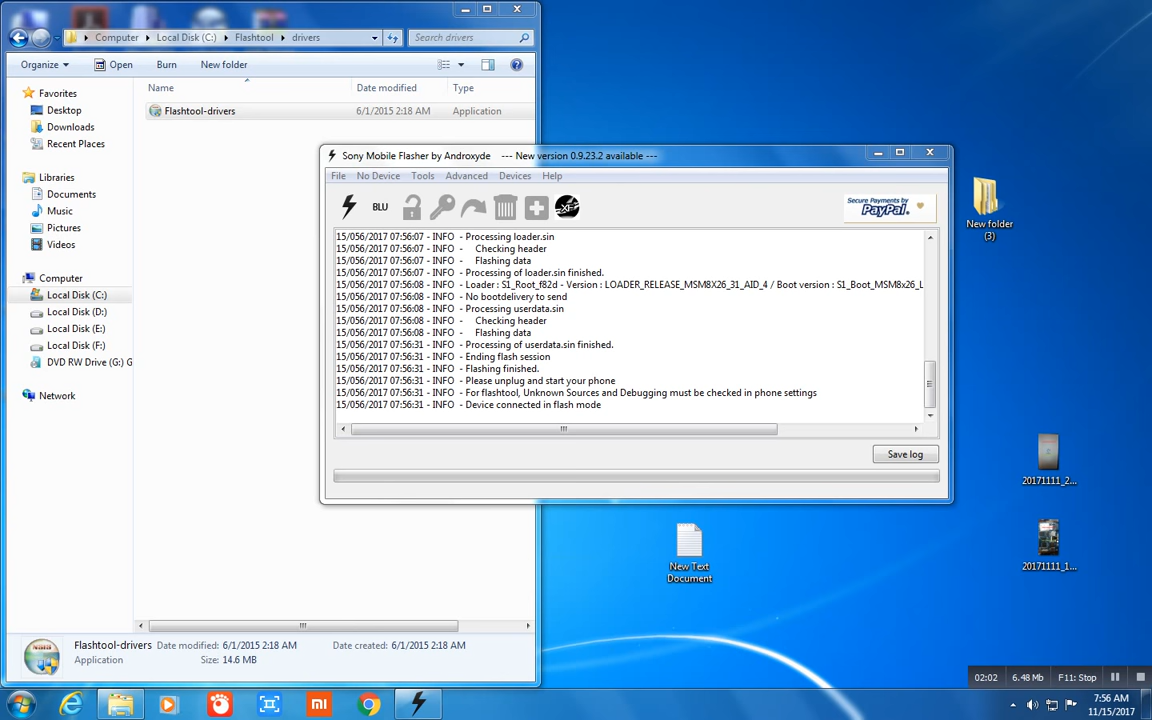 Computer Local Disk (C:) Flashtool drivers
Search drivers
Organize Open Burn New folder
Name Date modified Type
Favorites
Desktop
Downloads
Recent Places
Libraries
Documents
Music
Pictures
Videos
Computer
Local Disk (C:)
Local Disk (D:)
Local Disk (E:)
Local Disk (F:)
DVD RW Drive (G:) G
Network
Flashtool-drivers 6/1/2015 2:18 AM Application
Flashtool-drivers Date modified: 6/1/2015 2:18 AM Date created: 6/1/2015 2:18 AM
Application Size: 14.6 MB
Sony Mobile Flasher by Androxyde --- New version 0.9.23.2 available ---
File No Device Tools Advanced Devices Help
BLU
Secure Payments by
PayPal
15/056/2017 07:56:07 - INFO - Processing loader.sin
15/056/2017 07:56:07 - INFO - Checking header
15/056/2017 07:56:07 - INFO - Flashing data
15/056/2017 07:56:07 - INFO - Processing of loader.sin finished.
15/056/2017 07:56:08 - INFO - Loader : S1_Root_f82d - Version : LOADER_RELEASE_MSM8X26_31_AID_4 / Boot version : S1_Boot_MSM8x26_L
15/056/2017 07:56:08 - INFO - No bootdelivery to send
15/056/2017 07:56:08 - INFO - Processing userdata.sin
15/056/2017 07:56:08 - INFO - Checking header
15/056/2017 07:56:08 - INFO - Flashing data
15/056/2017 07:56:31 - INFO - Processing of userdata.sin finished.
15/056/2017 07:56:31 - INFO - Ending flash session
15/056/2017 07:56:31 - INFO - Flashing finished.
15/056/2017 07:56:31 - INFO - Please unplug and start your phone
15/056/2017 07:56:31 - INFO - For flashtool, Unknown Sources and Debugging must be checked in phone settings
15/056/2017 07:56:31 - INFO - Device connected in flash mode
Save log
New folder
(3)
20171111_2...
20171111_1...
New Text
Document
02:02 6.48 Mb F11: Stop
7:56 AM
11/15/2017